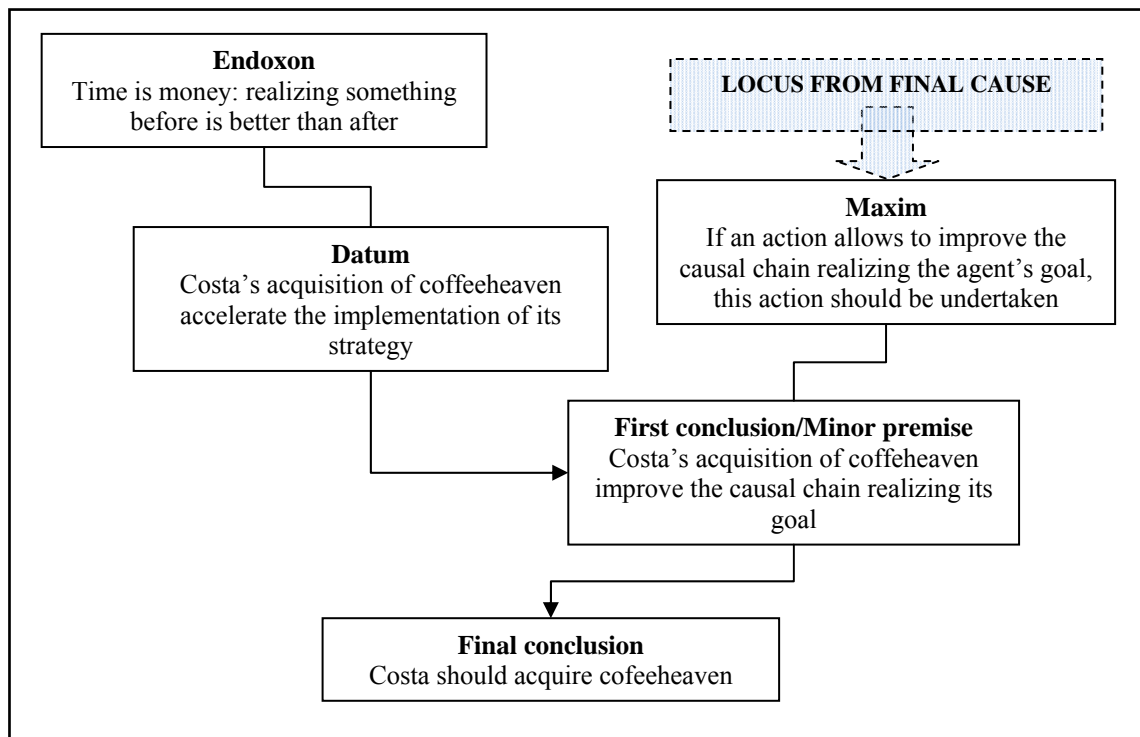 Endoxon
Time is money: realizing something
before is better than after
LOCUS FROM FINAL CAUSE
Datum
Costa’s acquisition of coffeeheaven
accelerate the implementation of its
strategy
Maxim
If an action allows to improve the
causal chain realizing the agent’s goal,
this action should be undertaken
First conclusion/Minor premise
Costa’s acquisition of coffeheaven
improve the causal chain realizing its
goal
Final conclusion
Costa should acquire cofeeheaven